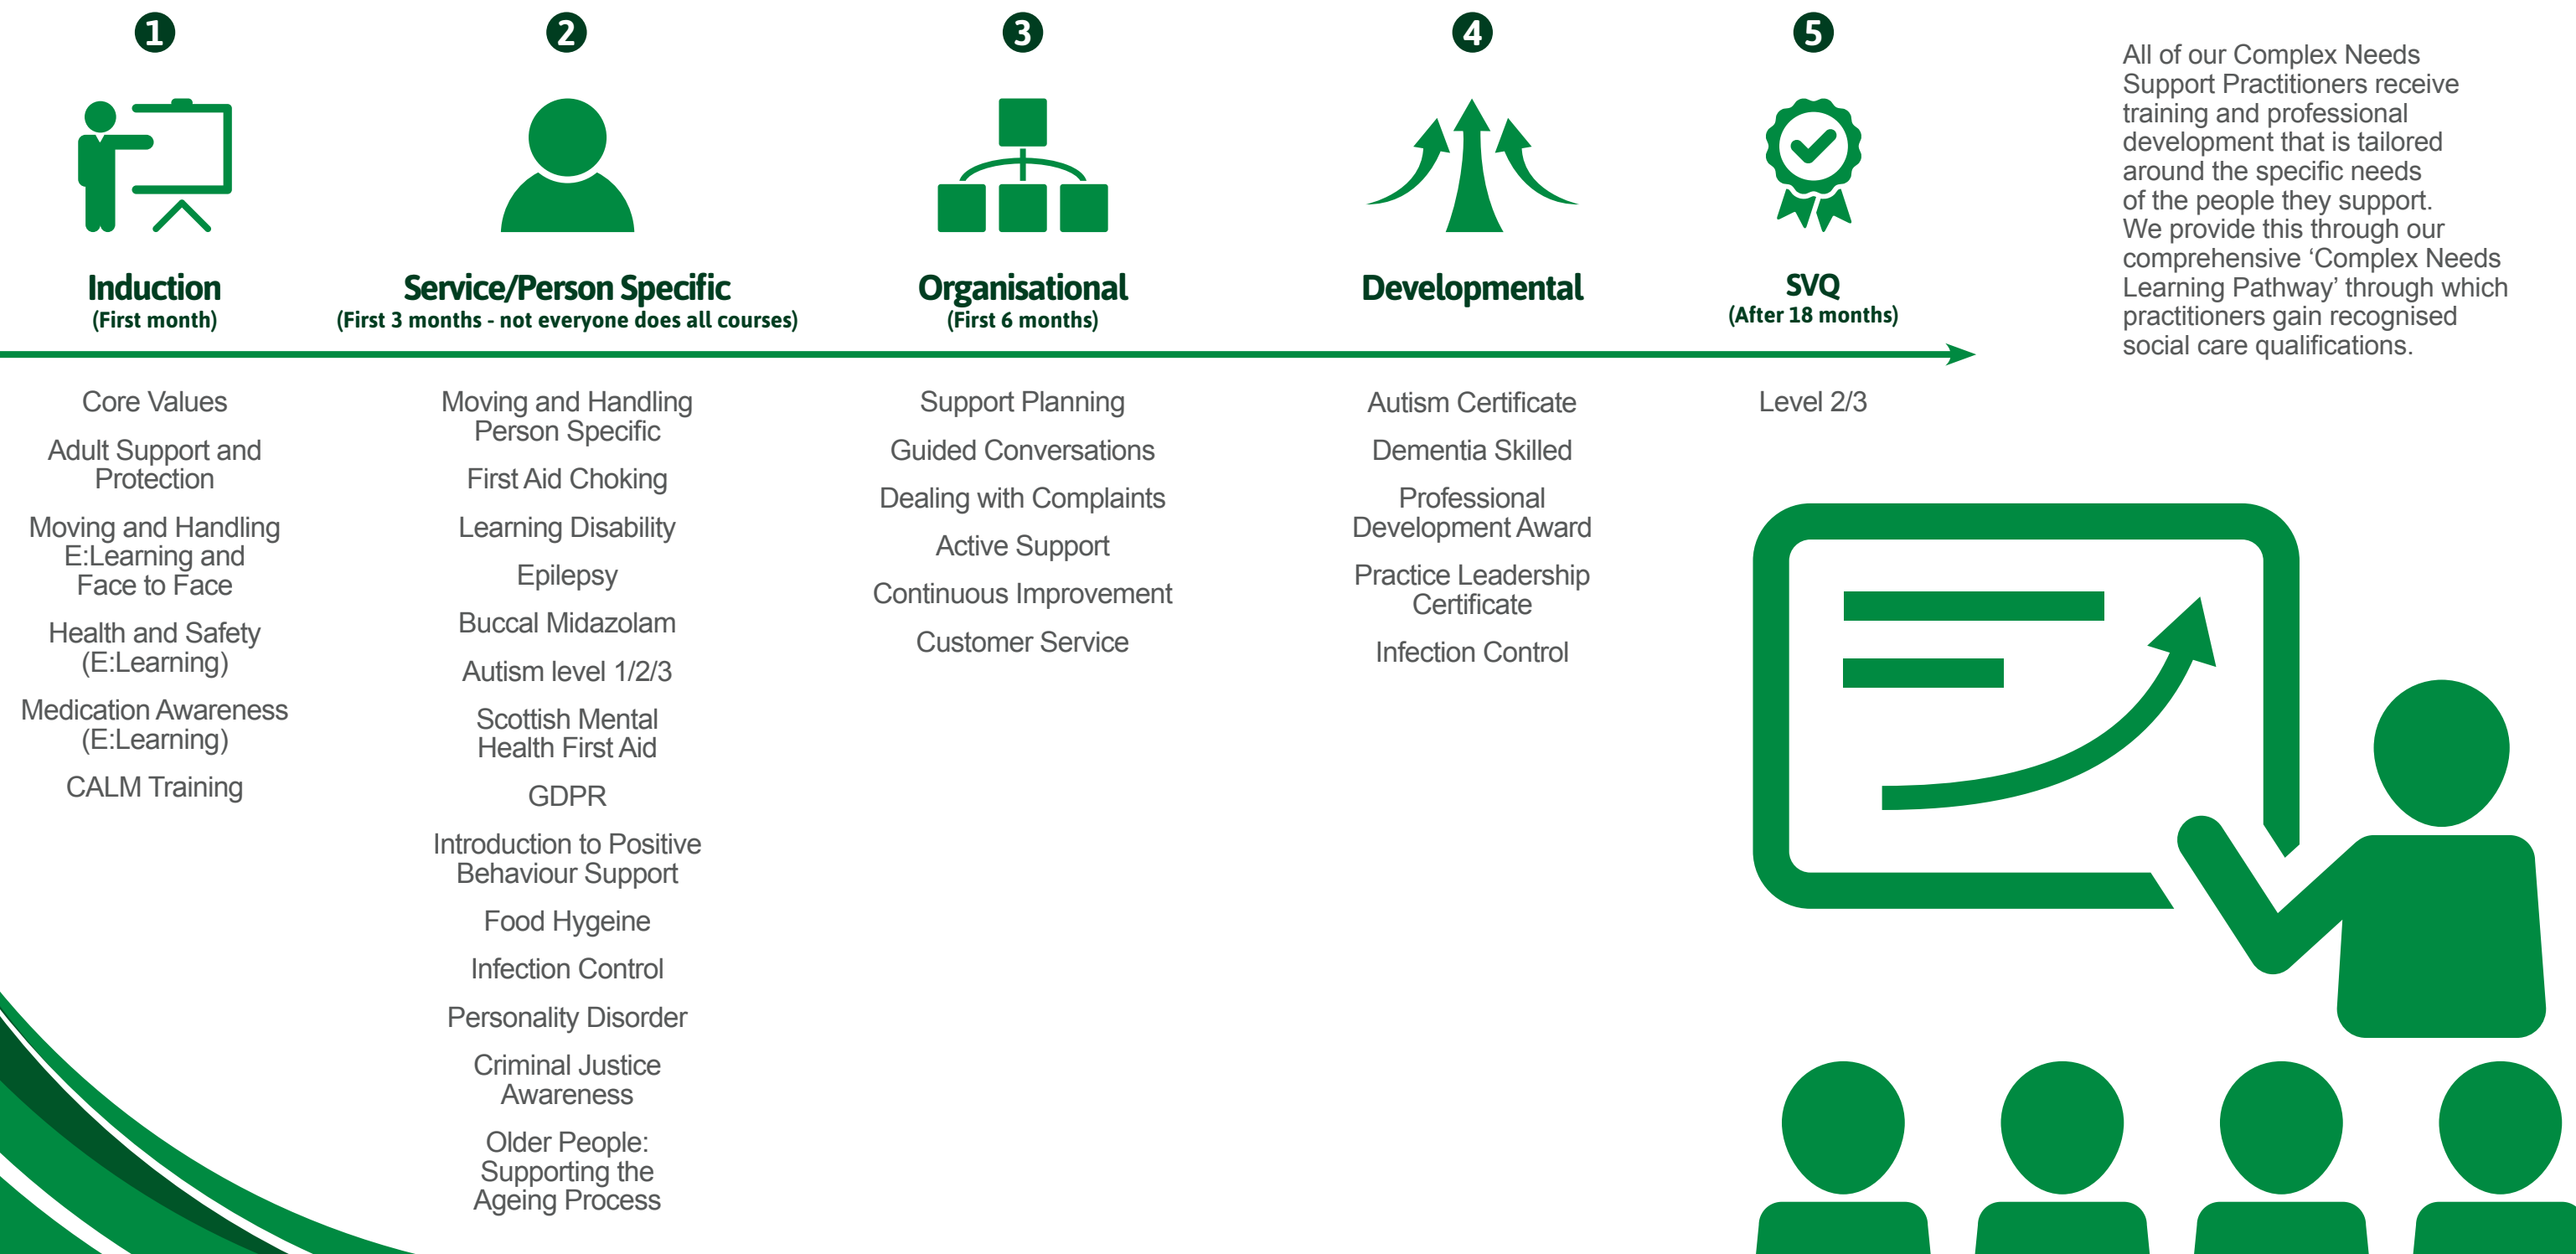 1
Induction
(First month)
Core Values
Adult Support and
Protection
Moving and Handling
E:Learning and
Face to Face
Health and Safety
(E:Learning)
Medication Awareness
(E:Learning)
CALM Training
2
Service/Person Specific
(First 3 months - not everyone does all courses)
Moving and Handling
Person Specific
First Aid Choking
Learning Disability
Epilepsy
Buccal Midazolam
Autism level 1/2/3
Scottish Mental
Health First Aid
GDPR
Introduction to Positive
Behaviour Support
Food Hygeine
Infection Control
Personality Disorder
Criminal Justice
Awareness
Older People:
Supporting the
Ageing Process
3
Organisational
(First 6 months)
Support Planning
Guided Conversations
Dealing with Complaints
Active Support
Continuous Improvement
Customer Service
4
Developmental
Autism Certificate
Dementia Skilled
Professional
Development Award
Practice Leadership
Certificate
Infection Control
5
SVQ
(After 18 months)
Level 2/3
All of our Complex Needs
Support Practitioners receive
training and professional
development that is tailored
around the specific needs
of the people they support.
We provide this through our
comprehensive ‘Complex Needs
Learning Pathway’ through which
practitioners gain recognised
social care qualifications.